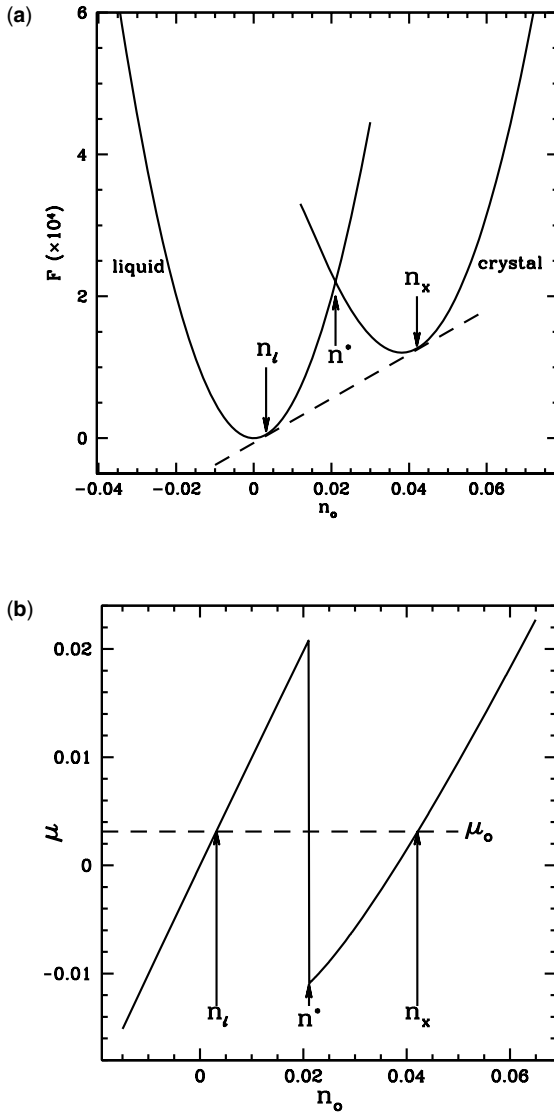 (a)
6
4
2
0
F (×10⁴)
liquid
crystal
n_l
n*
n_x
−0.04
−0.02
0
0.02
0.04
0.06
n_o
(b)
0.02
0.01
0
-0.01
μ
μ_o
n_l
n*
n_x
0
0.02
0.04
0.06
n_o